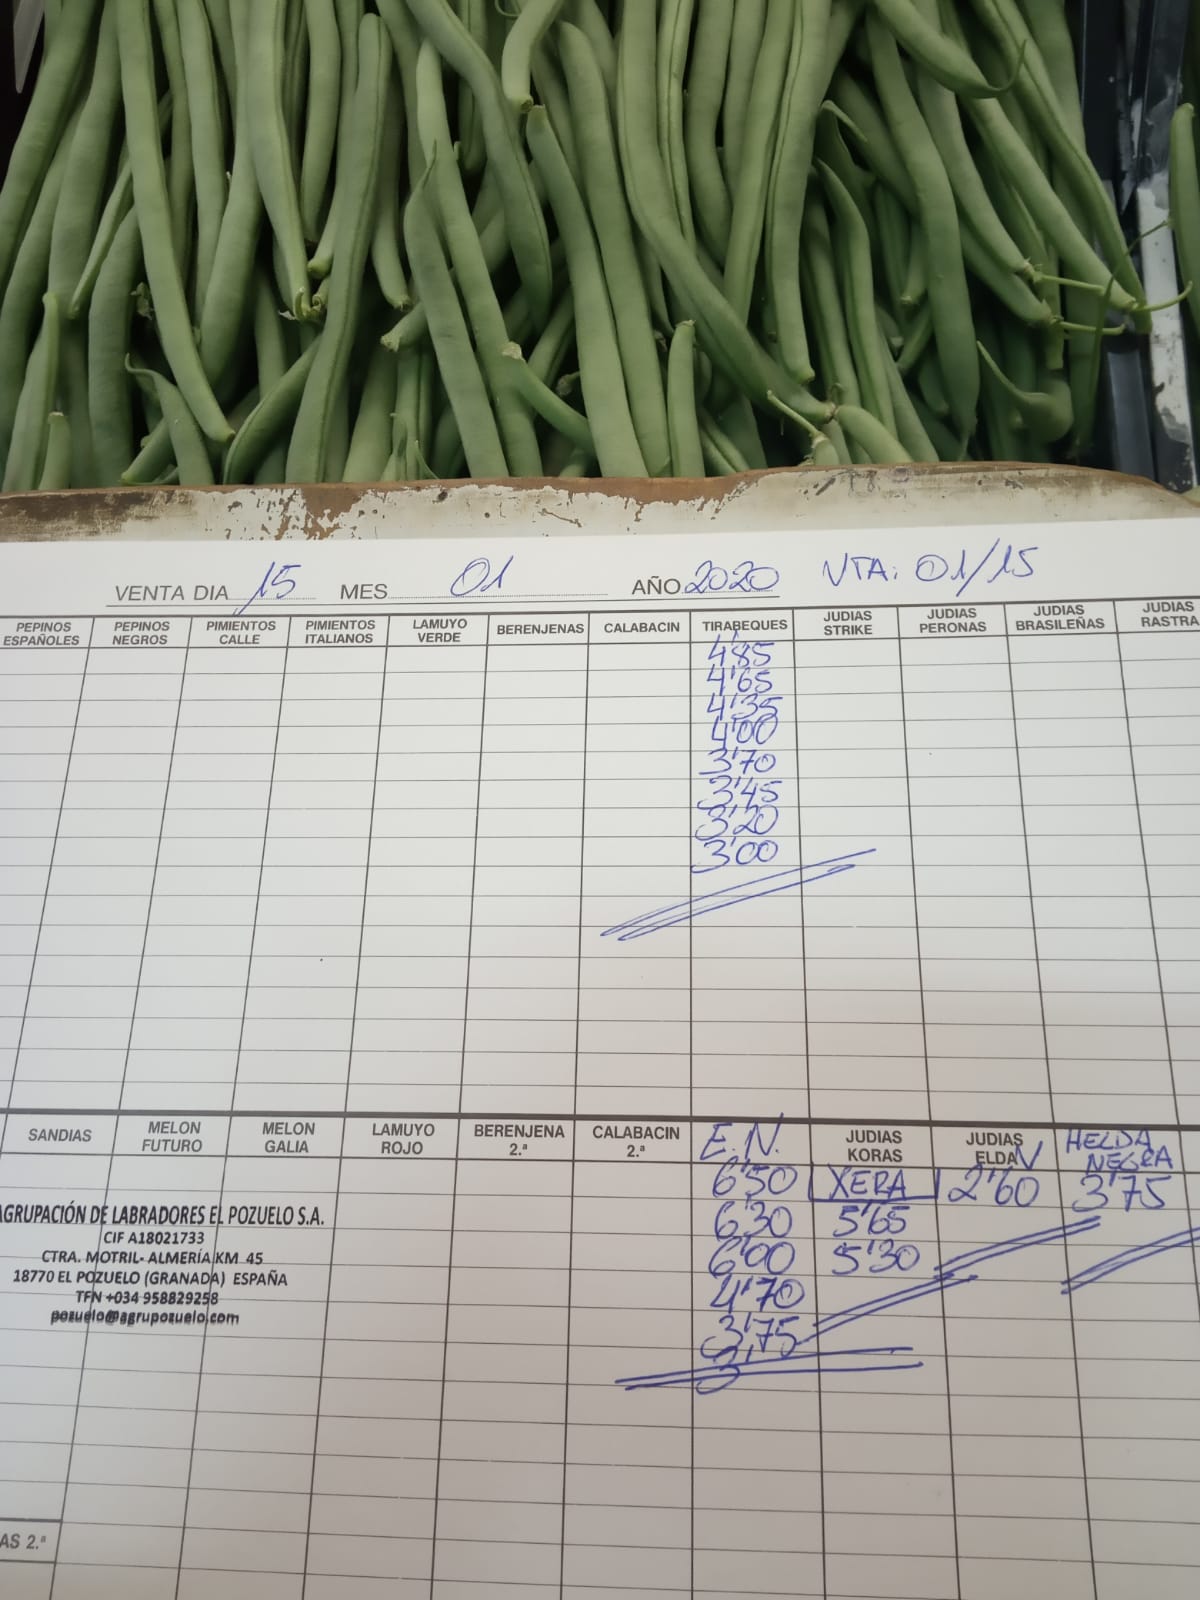 VENTA DIA 15 MES 01 AÑO 2020 VTA: 01/15
PEPINOS ESPAÑOLES PEPINOS NEGROS PIMIENTOS CALLE PIMIENTOS ITALIANOS LAMUYO VERDE BERENJENAS CALABACIN TIRABEQUES JUDIAS STRIKE JUDIAS PERONAS JUDIAS BRASILEÑAS JUDIAS RASTRA
4'85
4'65
4'35
4'00
3'70
3'45
3'20
3'00
SANDIAS MELON FUTURO MELON GALIA LAMUYO ROJO BERENJENA 2.ª CALABACIN 2.ª E.N. JUDIAS KORAS JUDIAS ELDA N HELDA NEGRA
6'50 XERA 2'60 3'75
6'30 5'65
6'00 5'30
4'70
3'75
AGRUPACIÓN DE LABRADORES EL POZUELO S.A.
CIF A18021733
CTRA. MOTRIL- ALMERÍA KM 45
18770 EL POZUELO (GRANADA) ESPAÑA
TFN +034 958829258
pozuelo@agrupozuelo.com
AS 2.ª